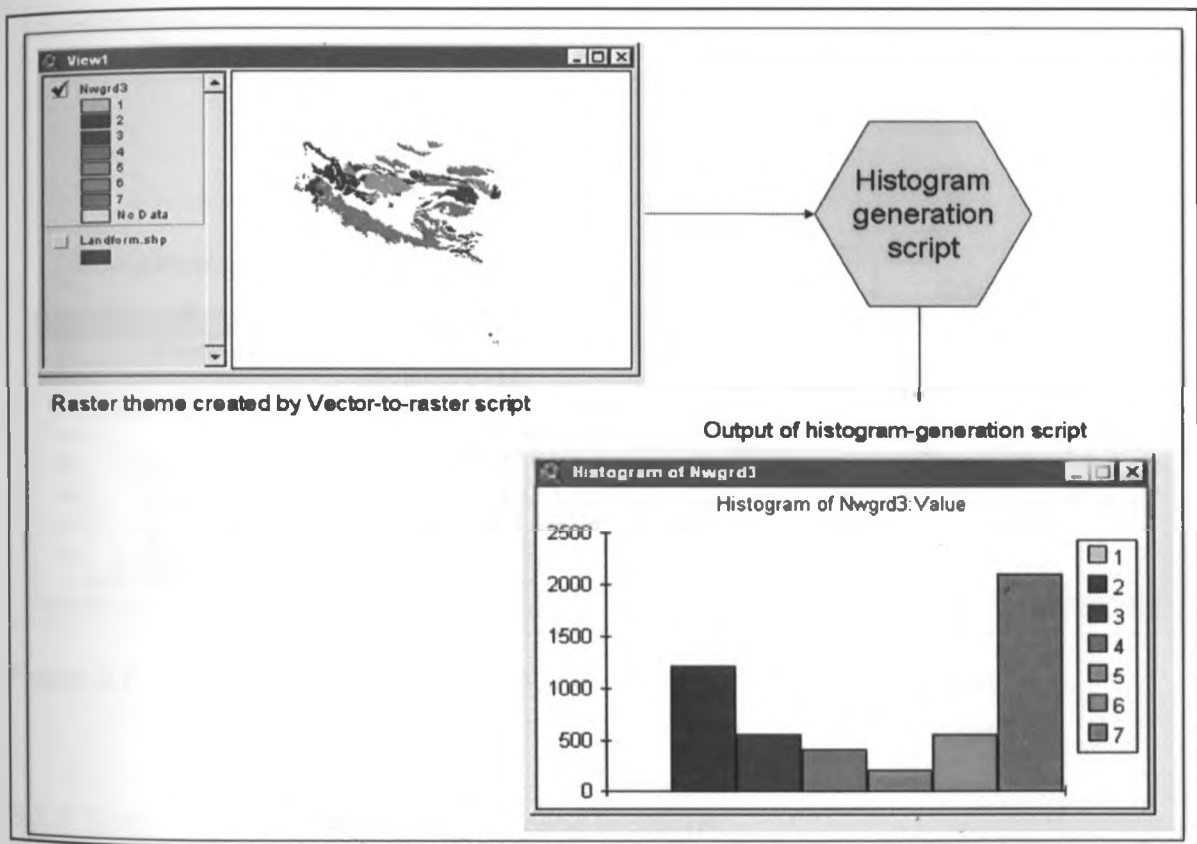 View1
Nwgrd3
1
2
3
4
5
6
7
No Data
Landform.shp
Histogram
generation
script
Raster theme created by Vector-to-raster script
Output of histogram-generation script
Histogram of Nwgrd3
Histogram of Nwgrd3:Value
2500
2000
1500
1000
500
0
1
2
3
4
5
6
7